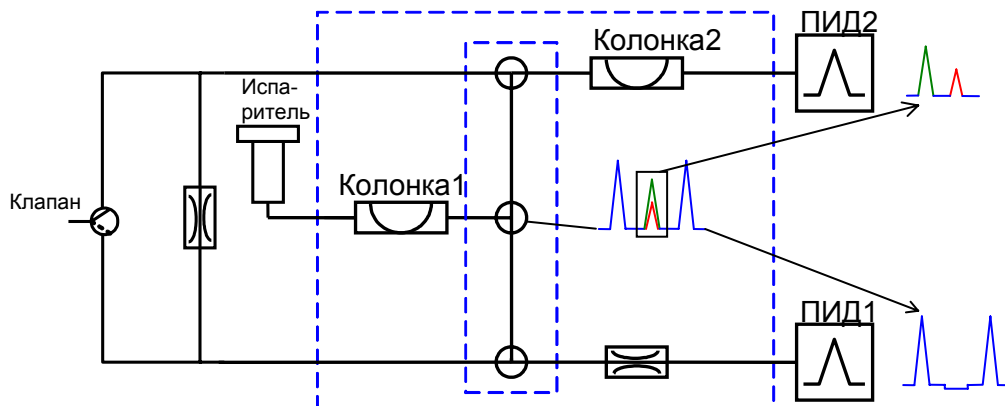 ПИД2
Колонка2
Испа-
ритель
Колонка1
Клапан
ПИД1